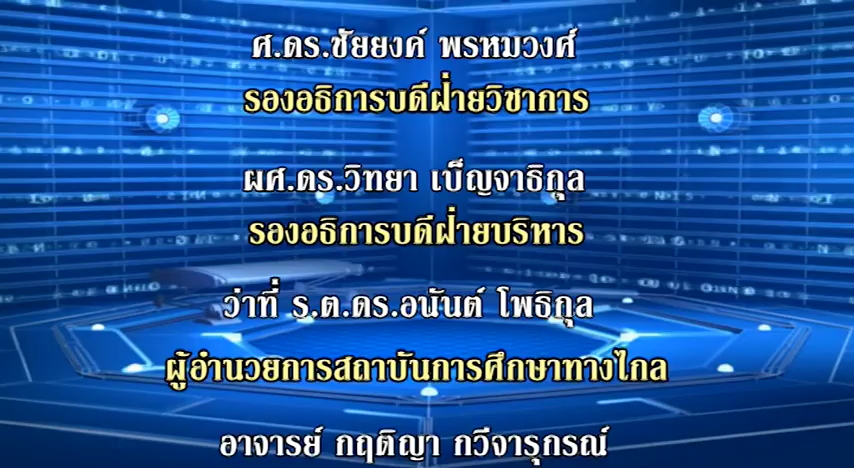 ศ.ดร.ชัยยงค์ พรหมวงศ์
รองอธิการบดีฝ่ายวิชาการ
ผศ.ดร.วิทยา เบ็ญจาธิกุล
รองอธิการบดีฝ่ายบริหาร
ว่าที่ ร.ต.ดร.อนันต์ โพธิกุล
ผู้อำนวยการสถาบันการศึกษาทางไกล
อาจารย์ กฤติญา กวีจารุกรณ์